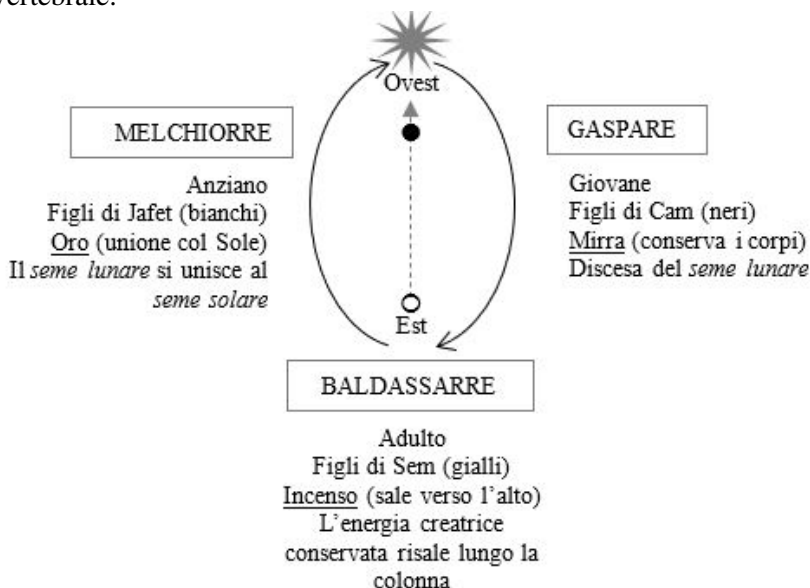 vertebrale.
Ovest
MELCHIORRE
Anziano
Figli di Jafet (bianchi)
Oro (unione col Sole)
Il seme lunare si unisce al
seme solare
GASPARE
Giovane
Figli di Cam (neri)
Mirra (conserva i corpi)
Discesa del seme lunare
Est
BALDASSARRE
Adulto
Figli di Sem (gialli)
Incenso (sale verso l’alto)
L’energia creatrice
conservata risale lungo la
colonna